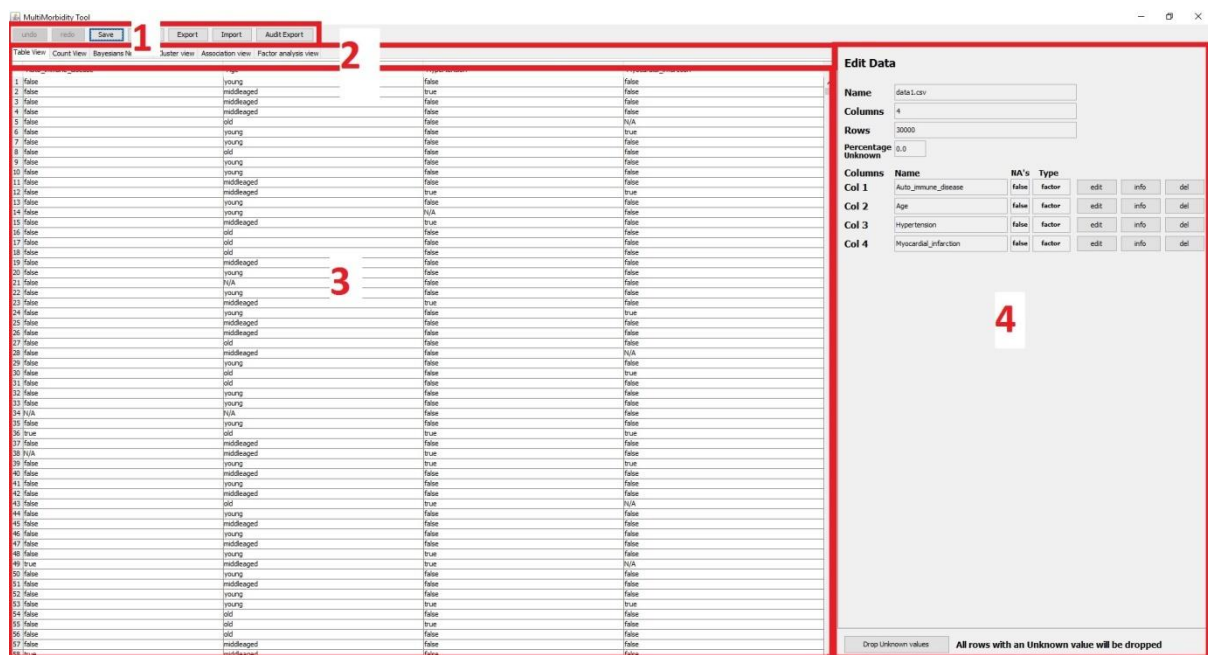 MultiMorbidity Tool
undo redo Save Export Import Audit Export
1
Table View Count View Bayesians Cluster view Association view Factor analysis view
2
1 false young false false
2 false middleaged true false
3 false middleaged false false
4 false middleaged false false
5 false old false N/A
6 false young false true
7 false young false false
8 false old false false
9 false young false false
10 false young false false
11 false middleaged false false
12 false middleaged true true
13 false young false false
14 false young N/A false
15 false middleaged true false
16 false old false false
17 false old false false
18 false old false false
19 false middleaged false false
20 false young false false
21 false N/A false false
22 false young false false
23 false middleaged true false
24 false young false true
25 false middleaged false false
26 false middleaged false false
27 false old false false
28 false middleaged false N/A
29 false young false false
30 false old false true
31 false old false false
32 false young false false
33 false young false false
34 N/A N/A false false
35 false young false false
36 true old true true
37 false middleaged false false
38 N/A middleaged true false
39 false young true true
40 false middleaged false false
41 false young false false
42 false middleaged false false
43 false old true N/A
44 false young false false
45 false middleaged false false
46 false young false false
47 false middleaged false false
48 false young true false
49 true middleaged true N/A
50 false young false false
51 false middleaged false false
52 false young false false
53 false young true true
54 false old false false
55 false old true false
56 false old false false
57 false middleaged false false
58 true middleaged false false
3
Edit Data
Name data1.csv
Columns 4
Rows 30000
Percentage 0.0
Unknown
Columns Name NA's Type
Col 1 Auto_immune_disease false factor edit info del
Col 2 Age false factor edit info del
Col 3 Hypertension false factor edit info del
Col 4 Myocardial_infarction false factor edit info del
4
Drop Unknown values All rows with an Unknown value will be dropped